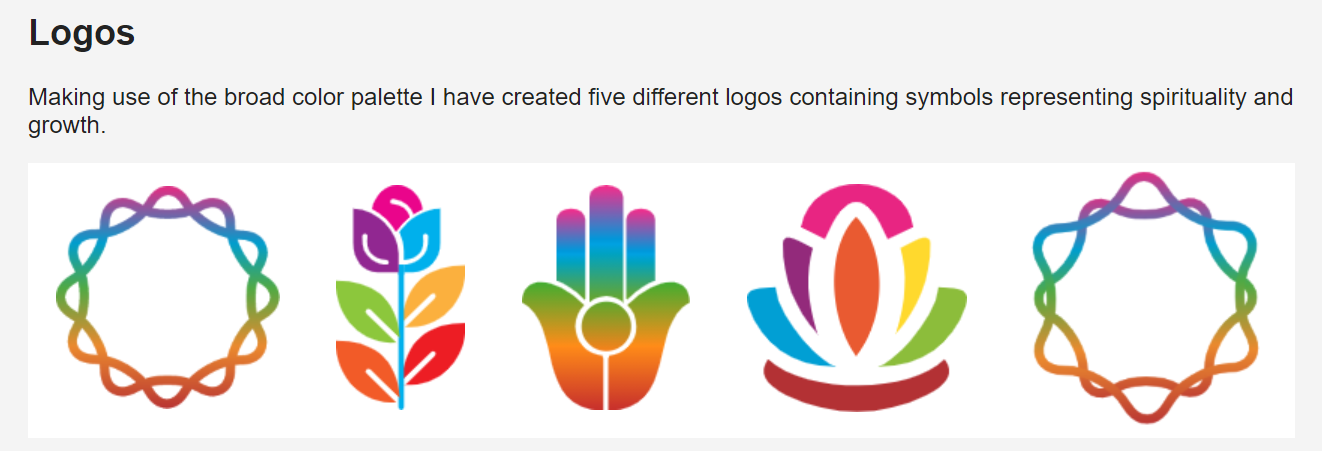 Logos
Making use of the broad color palette I have created five different logos containing symbols representing spirituality and
growth.